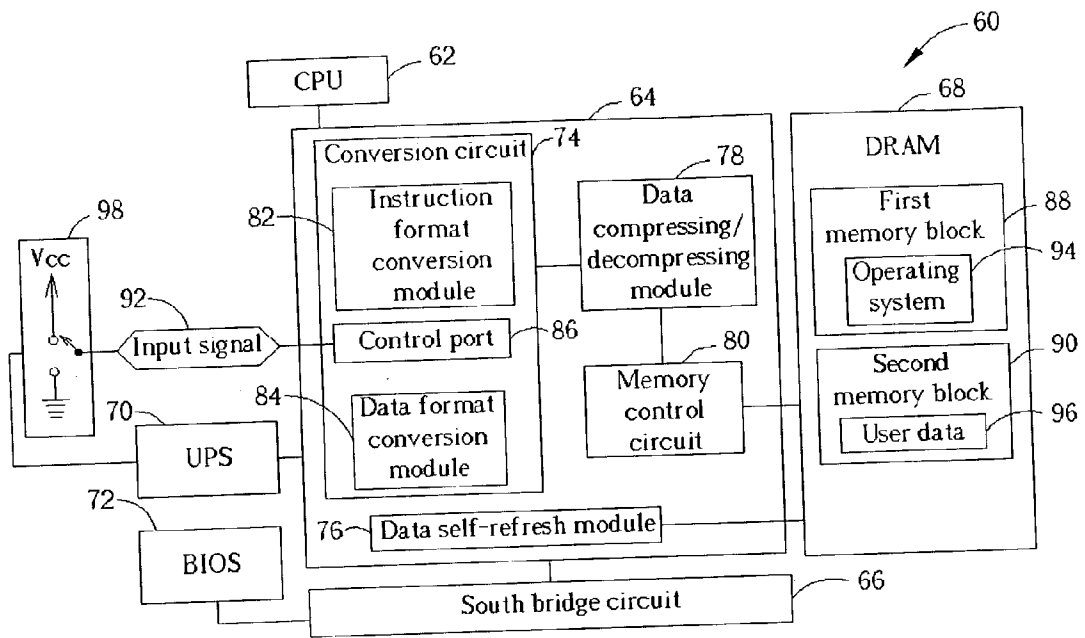 60
CPU
62
64
68
Conversion circuit
74
78
DRAM
98
Vcc
82
Instruction
format
conversion
module
Data
compressing/
decompressing
module
First
memory block
88
Operating
system
94
92
Input signal
Control port
86
80
Memory
control
circuit
Second
memory block
90
User data
96
84
Data format
conversion
module
70
UPS
72
BIOS
76
Data self-refresh module
South bridge circuit
66